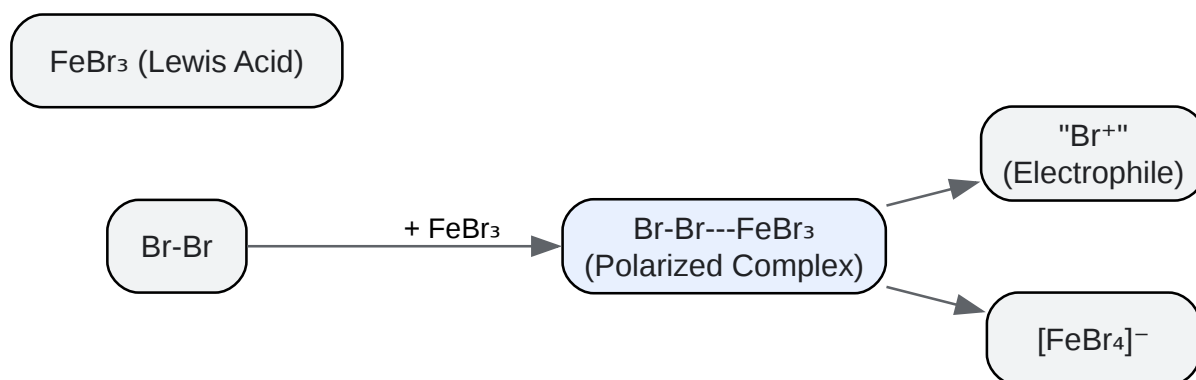 FeBr₃ (Lewis Acid)
Br-Br
+ FeBr₃
Br-Br---FeBr₃
(Polarized Complex)
"Br⁺"
(Electrophile)
[FeBr₄]⁻